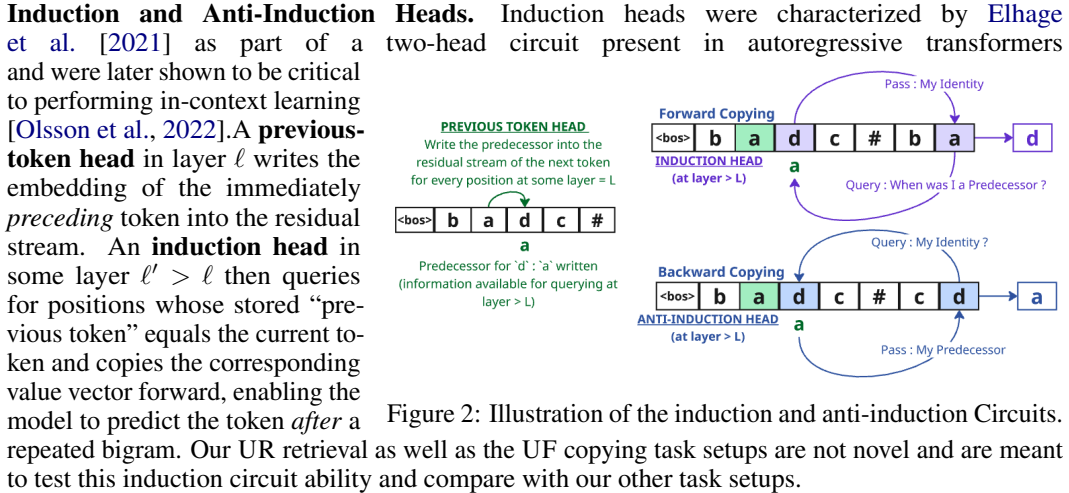 Induction and Anti-Induction Heads. Induction heads were characterized by Elhage
et al. [2021] as part of a two-head circuit present in autoregressive transformers
and were later shown to be critical
to performing in-context learning
[Olsson et al., 2022].A previous-
token head in layer ℓ writes the
embedding of the immediately
preceding token into the residual
stream. An induction head in
some layer ℓ′ > ℓ then queries
for positions whose stored “pre-
vious token” equals the current to-
ken and copies the corresponding
value vector forward, enabling the
model to predict the token after a
PREVIOUS TOKEN HEAD
Write the predecessor into the
residual stream of the next token
for every position at some layer = L
<bos> b a d c #
a
Predecessor for `d` : `a` written
(information available for querying at
layer > L)
Pass : My Identity
Forward Copying
<bos> b a d c # b a d
INDUCTION HEAD
(at layer > L)
a
Query : When was I a Predecessor ?
Query : My Identity ?
Backward Copying
<bos> b a d c # c d a
ANTI-INDUCTION HEAD
(at layer > L)
a
Pass : My Predecessor
Figure 2: Illustration of the induction and anti-induction Circuits.
repeated bigram. Our UR retrieval as well as the UF copying task setups are not novel and are meant
to test this induction circuit ability and compare with our other task setups.